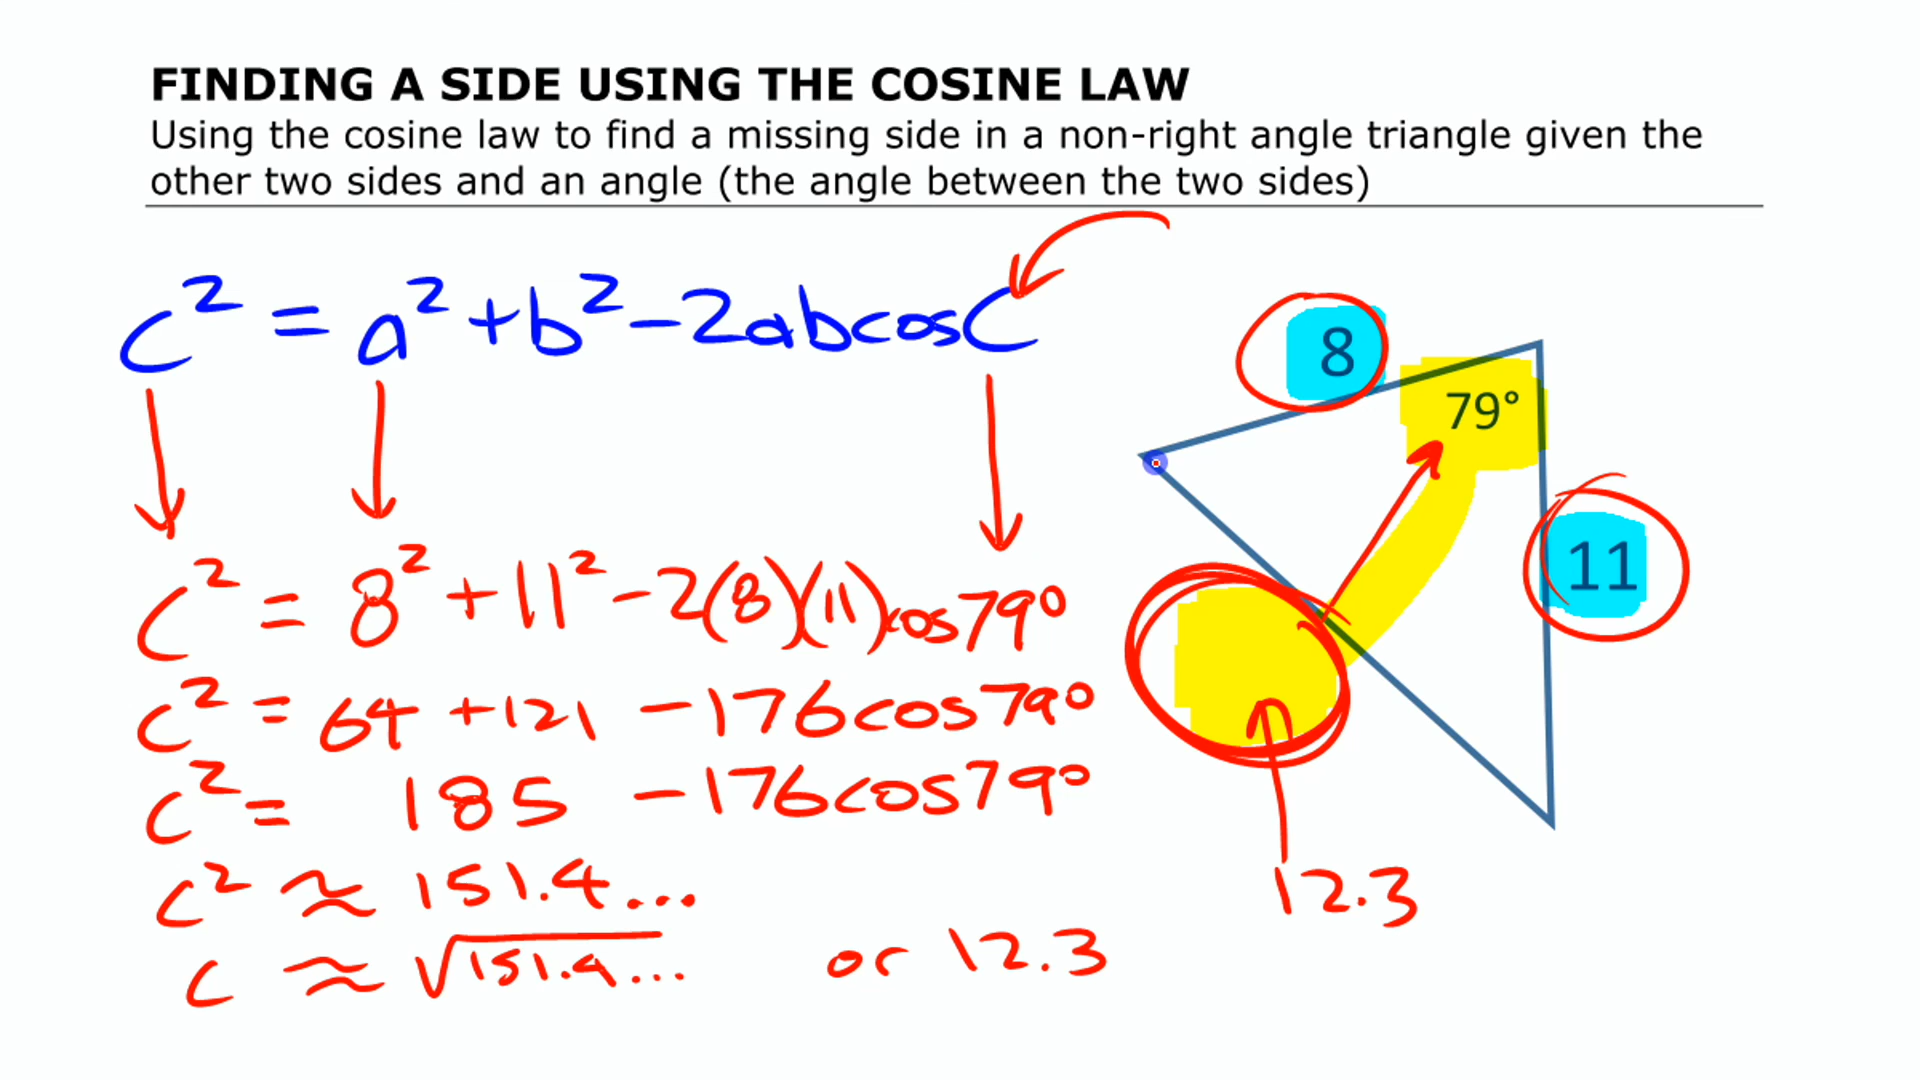 FINDING A SIDE USING THE COSINE LAW
Using the cosine law to find a missing side in a non-right angle triangle given the
other two sides and an angle (the angle between the two sides)
c² = a² + b² - 2abcosC
8
79°
11
c² = 8² + 11² - 2(8)(11)cos79°
c² = 64 + 121 - 176cos79°
c² = 185 - 176cos79°
c² ≈ 151.4...
12.3
c ≈ √151.4... or 12.3